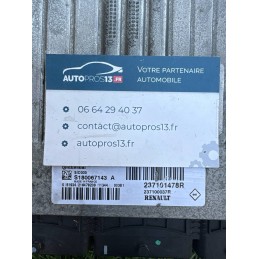 AUTOPROS13.FR
VOTRE PARTENAIRE
AUTOMOBILE
06 64 29 40 37
contact@autopros13.fr
autopros13.fr
S180067143 A
237101478R
237100037R
RENAULT